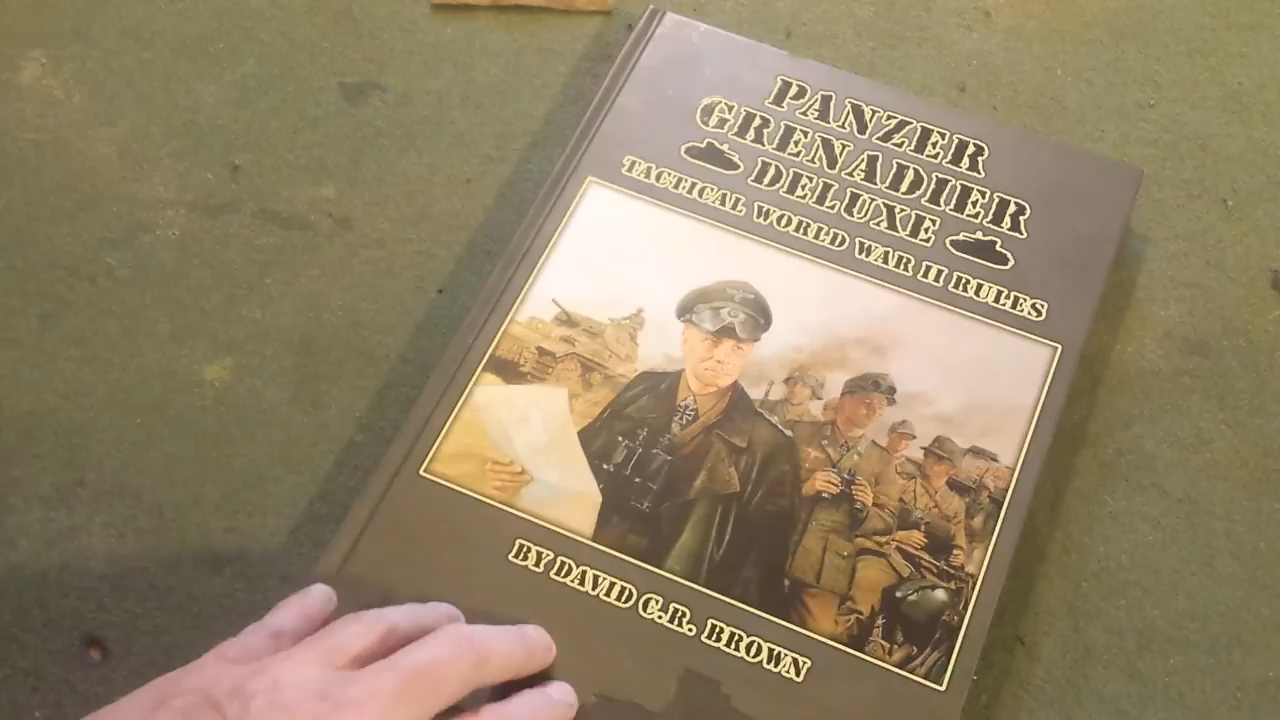 PANZER
GRENADIER
DELUXE
TACTICAL WORLD WAR II RULES
BY DAVID C.R. BROWN